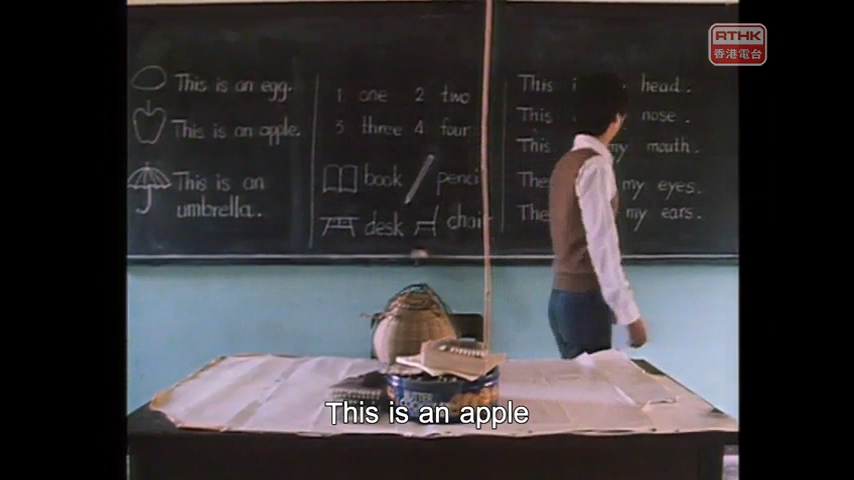 RTHK
香港電台
This is an egg.
This is an apple.
This is an
umbrella.
1 one 2 two
3 three 4 four
book pencil
desk chair
This i head.
This nose.
This my mouth.
The my eyes.
The my ears.
This is an apple